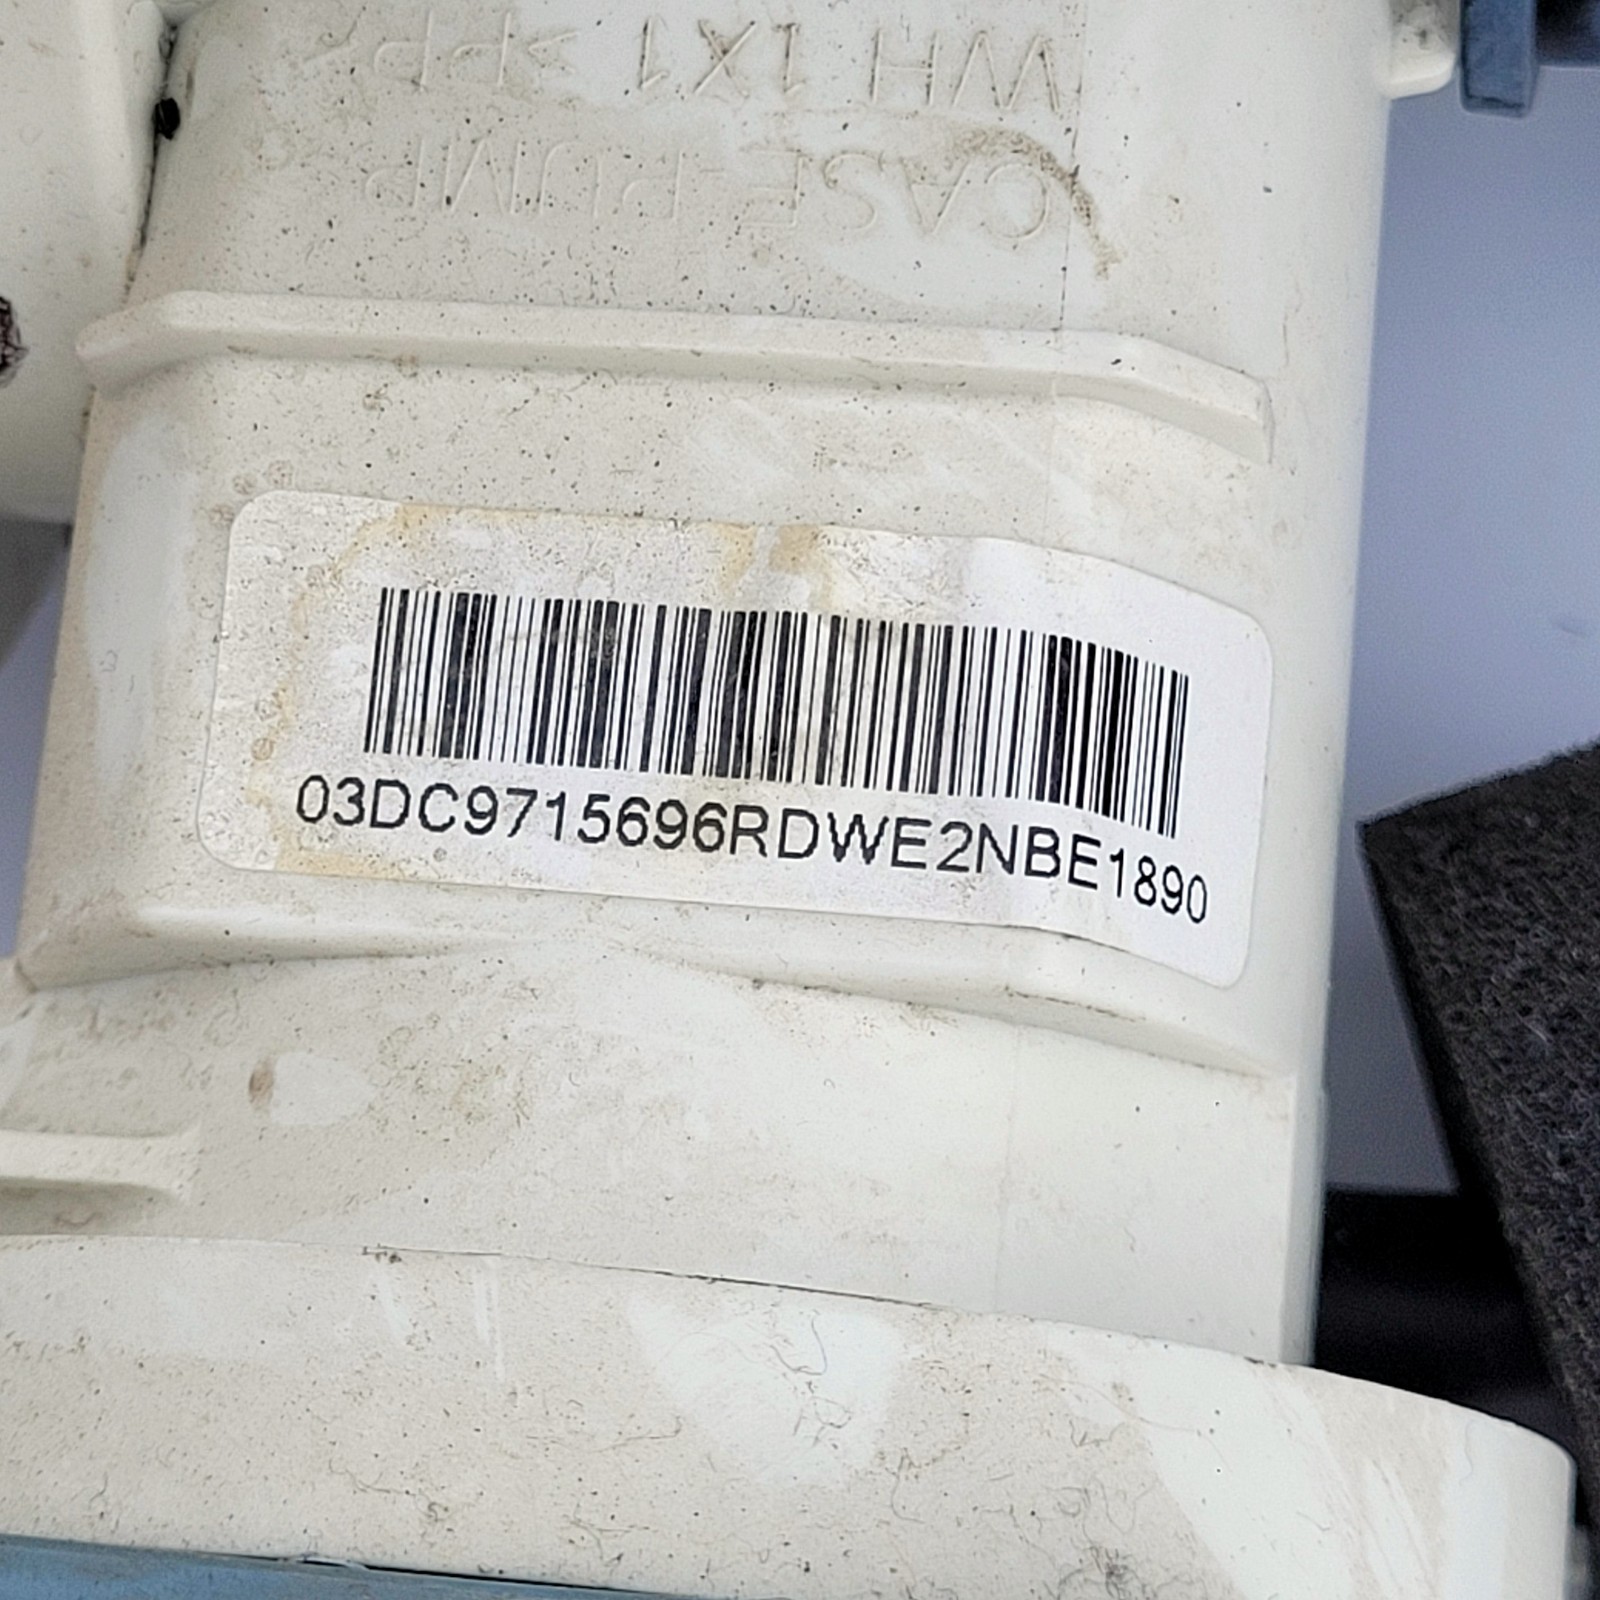 CASE PUMP
WH 1X1 >PP<
03DC9715696RDWE2NBE1890